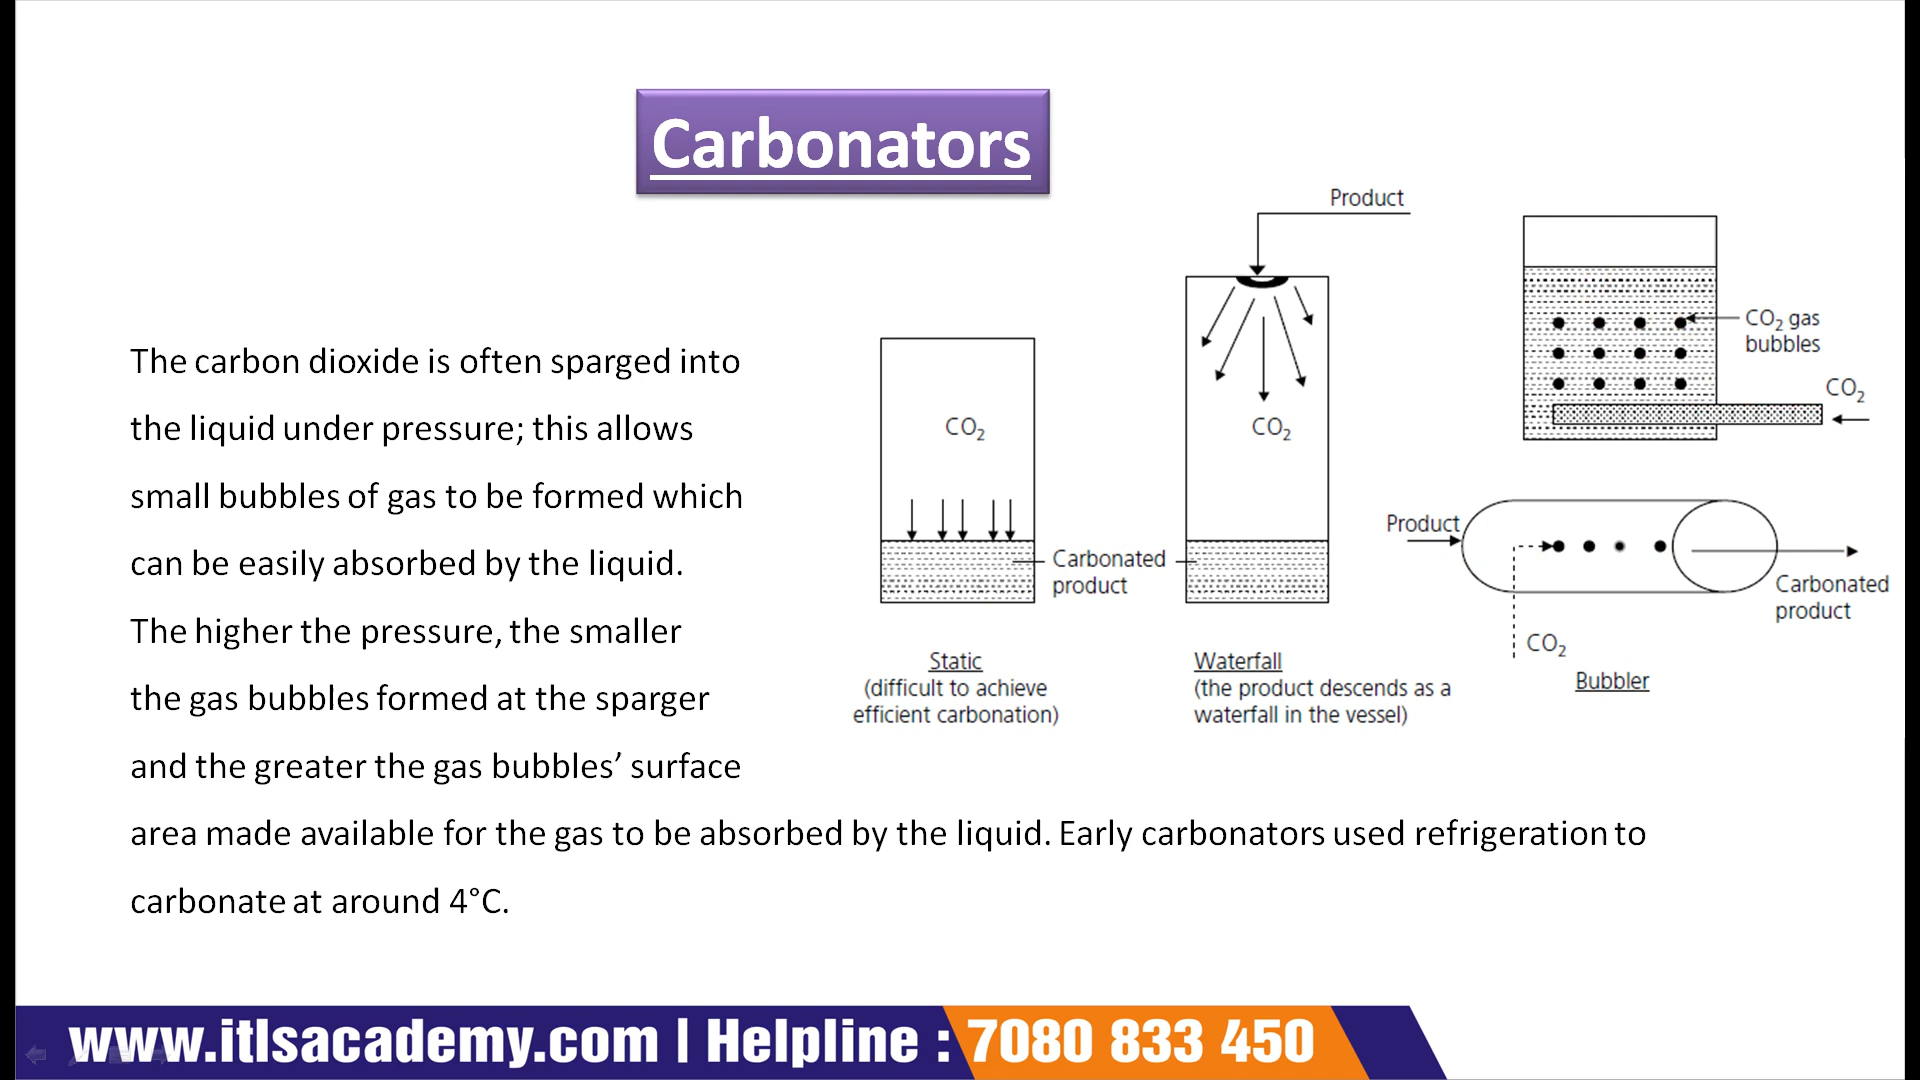 Carbonators
The carbon dioxide is often sparged into
the liquid under pressure; this allows
small bubbles of gas to be formed which
can be easily absorbed by the liquid.
The higher the pressure, the smaller
the gas bubbles formed at the sparger
and the greater the gas bubbles’ surface
area made available for the gas to be absorbed by the liquid. Early carbonators used refrigeration to
carbonate at around 4°C.
CO₂
Carbonated
product
Static
(difficult to achieve
efficient carbonation)
Product
CO₂
Waterfall
(the product descends as a
waterfall in the vessel)
CO₂ gas
bubbles
CO₂
Product
CO₂
Carbonated
product
Bubbler
www.itlsacademy.com | Helpline : 7080 833 450